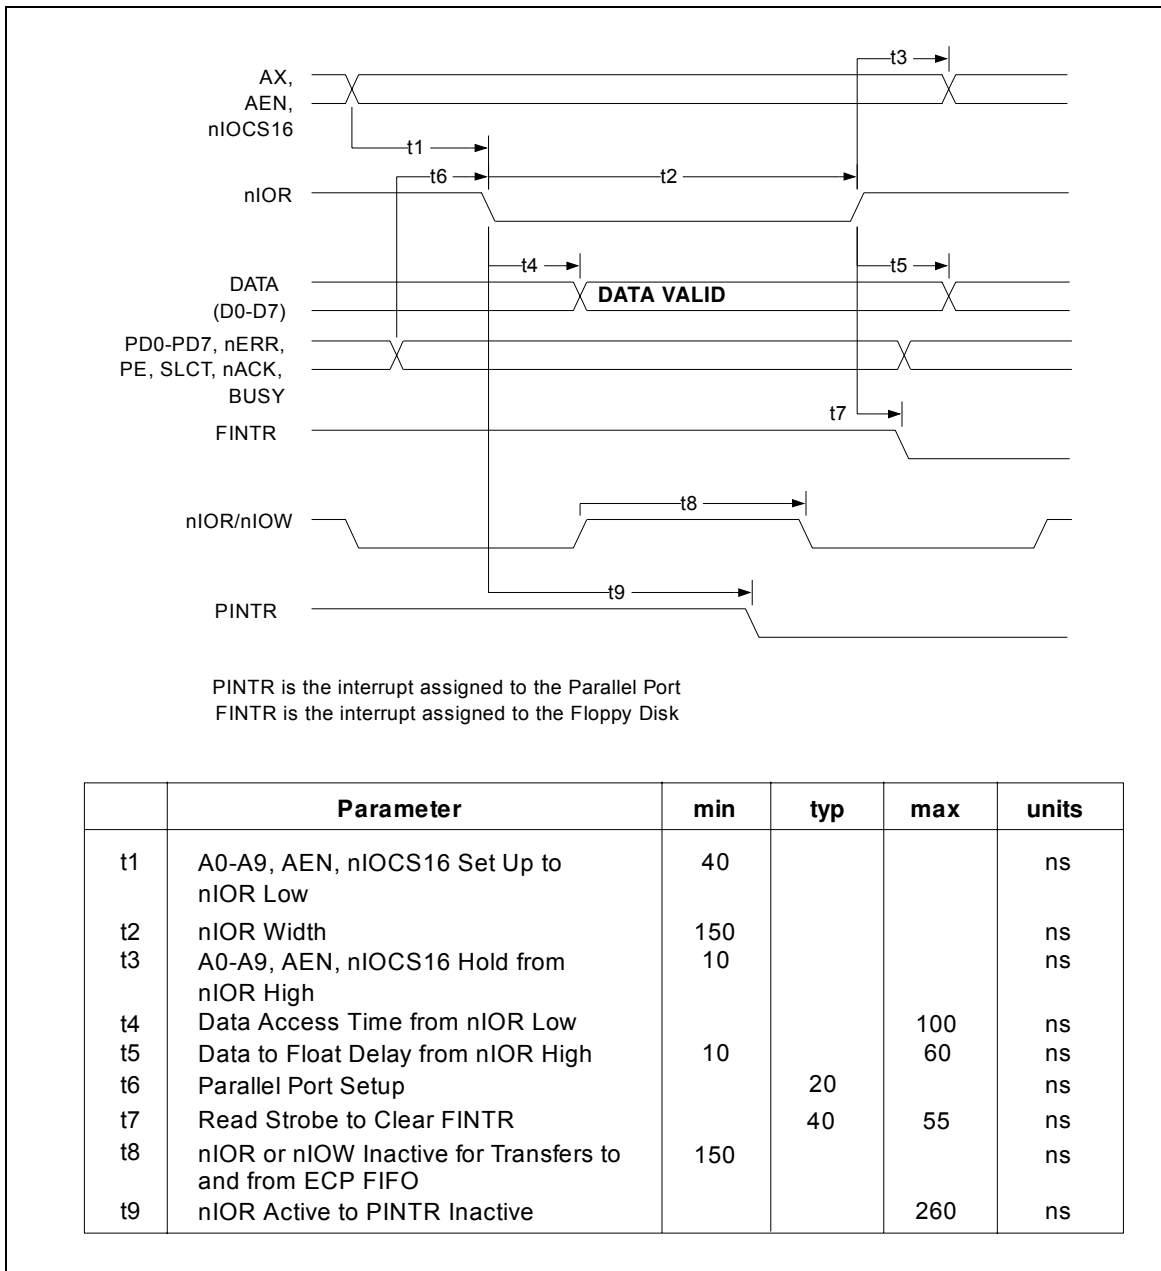 AX,
AEN,
nIOCS16
t3
t1
t6
t2
nIOR
t4
t5
DATA
(D0-D7)
DATA VALID
PD0-PD7, nERR,
PE, SLCT, nACK,
BUSY
t7
FINTR
t8
nIOR/nIOW
t9
PINTR
PINTR is the interrupt assigned to the Parallel Port
FINTR is the interrupt assigned to the Floppy Disk
Parameter min typ max units
t1 A0-A9, AEN, nIOCS16 Set Up to 40 ns
nIOR Low
t2 nIOR Width 150 ns
t3 A0-A9, AEN, nIOCS16 Hold from 10 ns
nIOR High
t4 Data Access Time from nIOR Low 100 ns
t5 Data to Float Delay from nIOR High 10 60 ns
t6 Parallel Port Setup 20 ns
t7 Read Strobe to Clear FINTR 40 55 ns
t8 nIOR or nIOW Inactive for Transfers to 150 ns
and from ECP FIFO
t9 nIOR Active to PINTR Inactive 260 ns